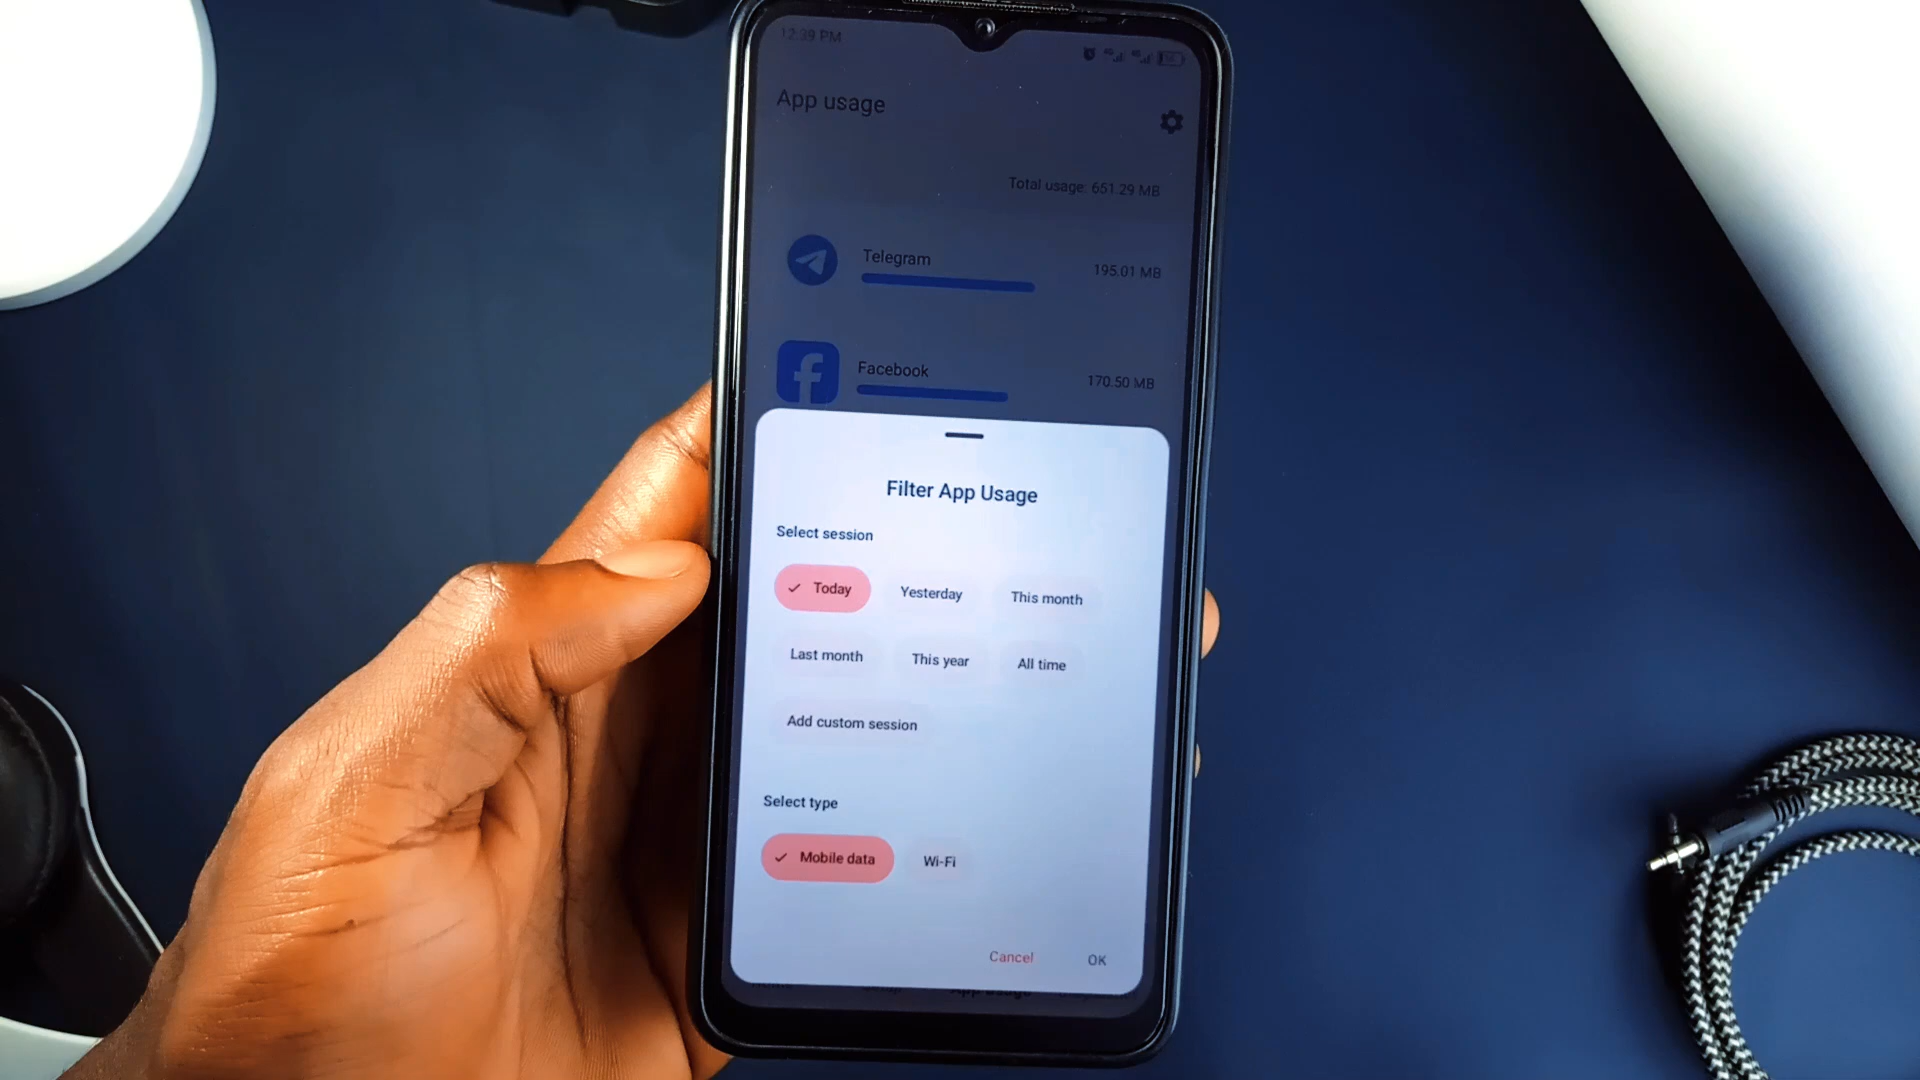 12:39 PM
App usage
Total usage: 651.29 MB
Telegram
195.01 MB
Facebook
170.50 MB
Filter App Usage
Select session
Today
Yesterday
This month
Last month
This year
All time
Add custom session
Select type
Mobile data
Wi-Fi
Cancel
OK
App usage